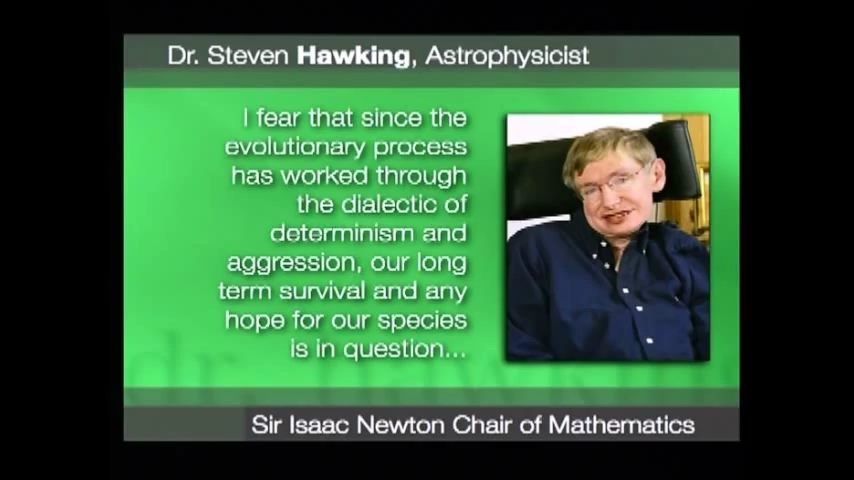 Dr. Steven Hawking, Astrophysicist
I fear that since the
evolutionary process
has worked through
the dialectic of
determinism and
aggression, our long
term survival and any
hope for our species
is in question...
dr. hawking
Sir Isaac Newton Chair of Mathematics